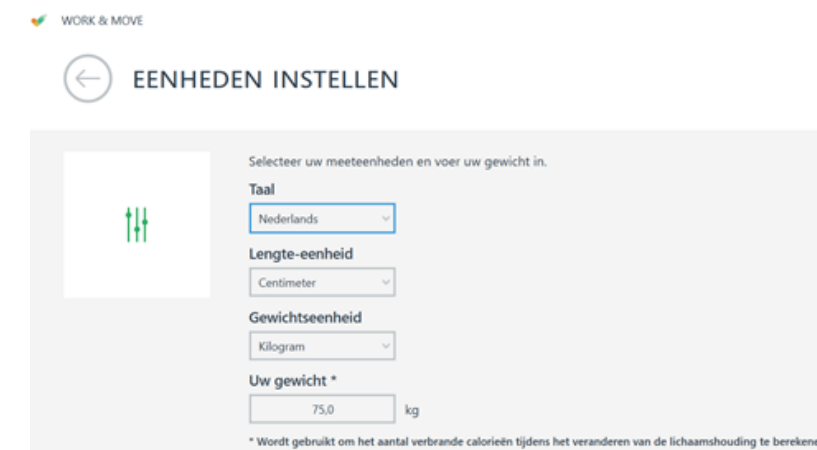 WORK & MOVE
EENHEDEN INSTELLEN
Selecteer uw meeteenheden en voer uw gewicht in.
Taal
Nederlands
Lengte-eenheid
Centimeter
Gewichtseenheid
Kilogram
Uw gewicht *
75,0 kg
* Wordt gebruikt om het aantal verbrande calorieën tijdens het veranderen van de lichaamshouding te berekene